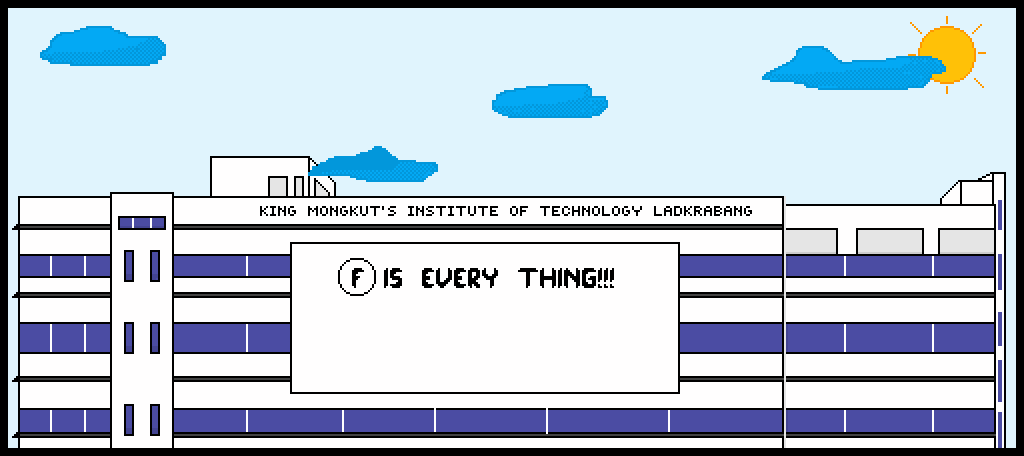 KING MONGKUT'S INSTITUTE OF TECHNOLOGY LADKRABANG
F IS EVERY THING!!!